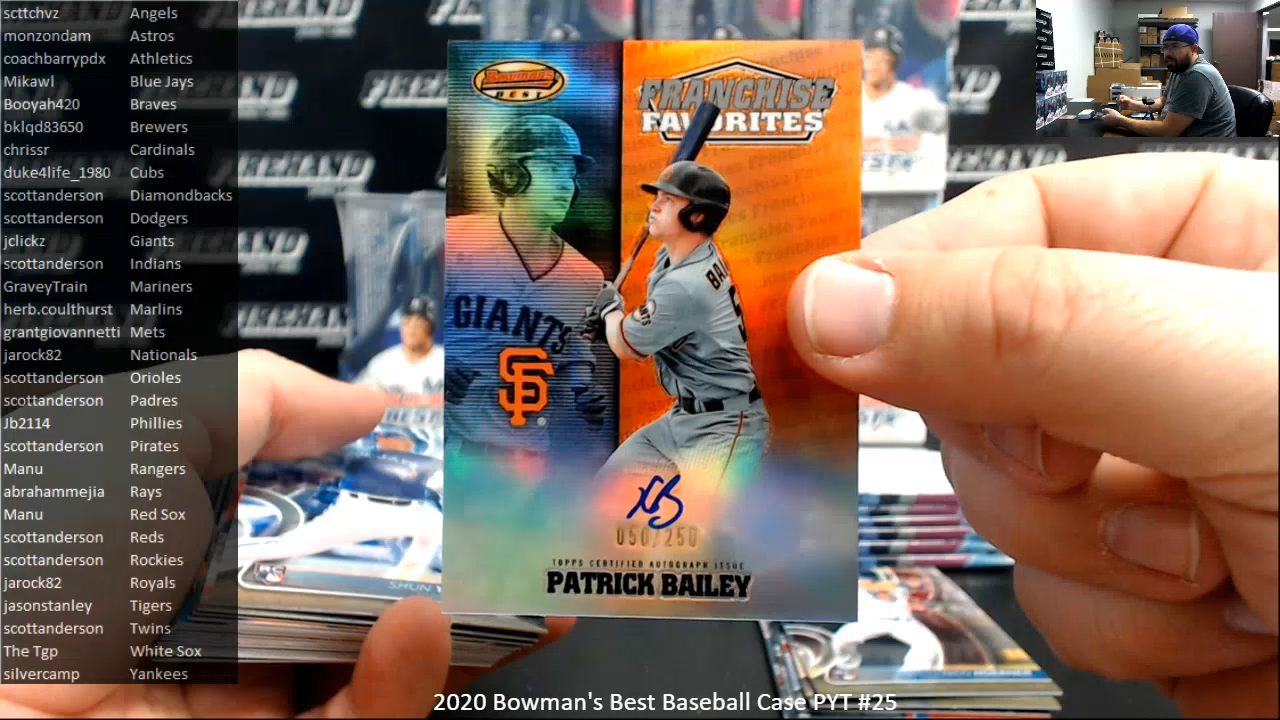 scttchvz Angels
monzondam Astros
coachbarrypdx Athletics
Mikawl Blue Jays
Booyah420 Braves
bklqd83650 Brewers
chrissr Cardinals
duke4life_1980 Cubs
scottanderson Diamondbacks
scottanderson Dodgers
jclickz Giants
scottanderson Indians
GraveyTrain Mariners
herb.coulthurst Marlins
grantgiovannetti Mets
jarock82 Nationals
scottanderson Orioles
scottanderson Padres
Jb2114 Phillies
scottanderson Pirates
Manu Rangers
abrahammejia Rays
Manu Red Sox
scottanderson Reds
scottanderson Rockies
jarock82 Royals
jasonstanley Tigers
scottanderson Twins
The Tgp White Sox
silvercamp Yankees
Bowman's
BEST
FRANCHISE
FAVORITES
GIANTS
SF
050/250
TOPPS CERTIFIED AUTOGRAPH ISSUE
PATRICK BAILEY
SHUN
FIREHAND
2020 Bowman's Best Baseball Case PYT #25